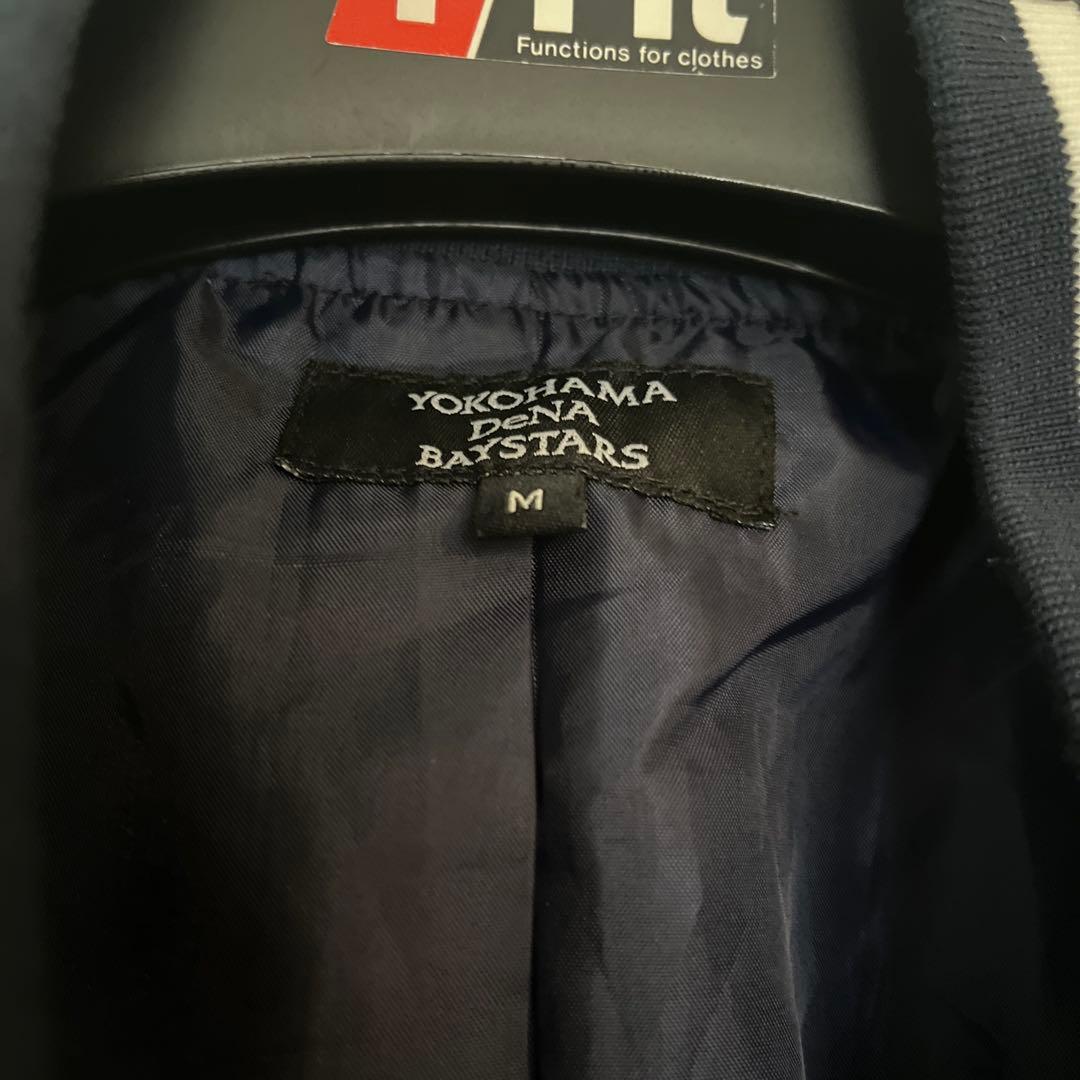 Functions for clothes
YOKOHAMA
DeNA
BAYSTARS
M